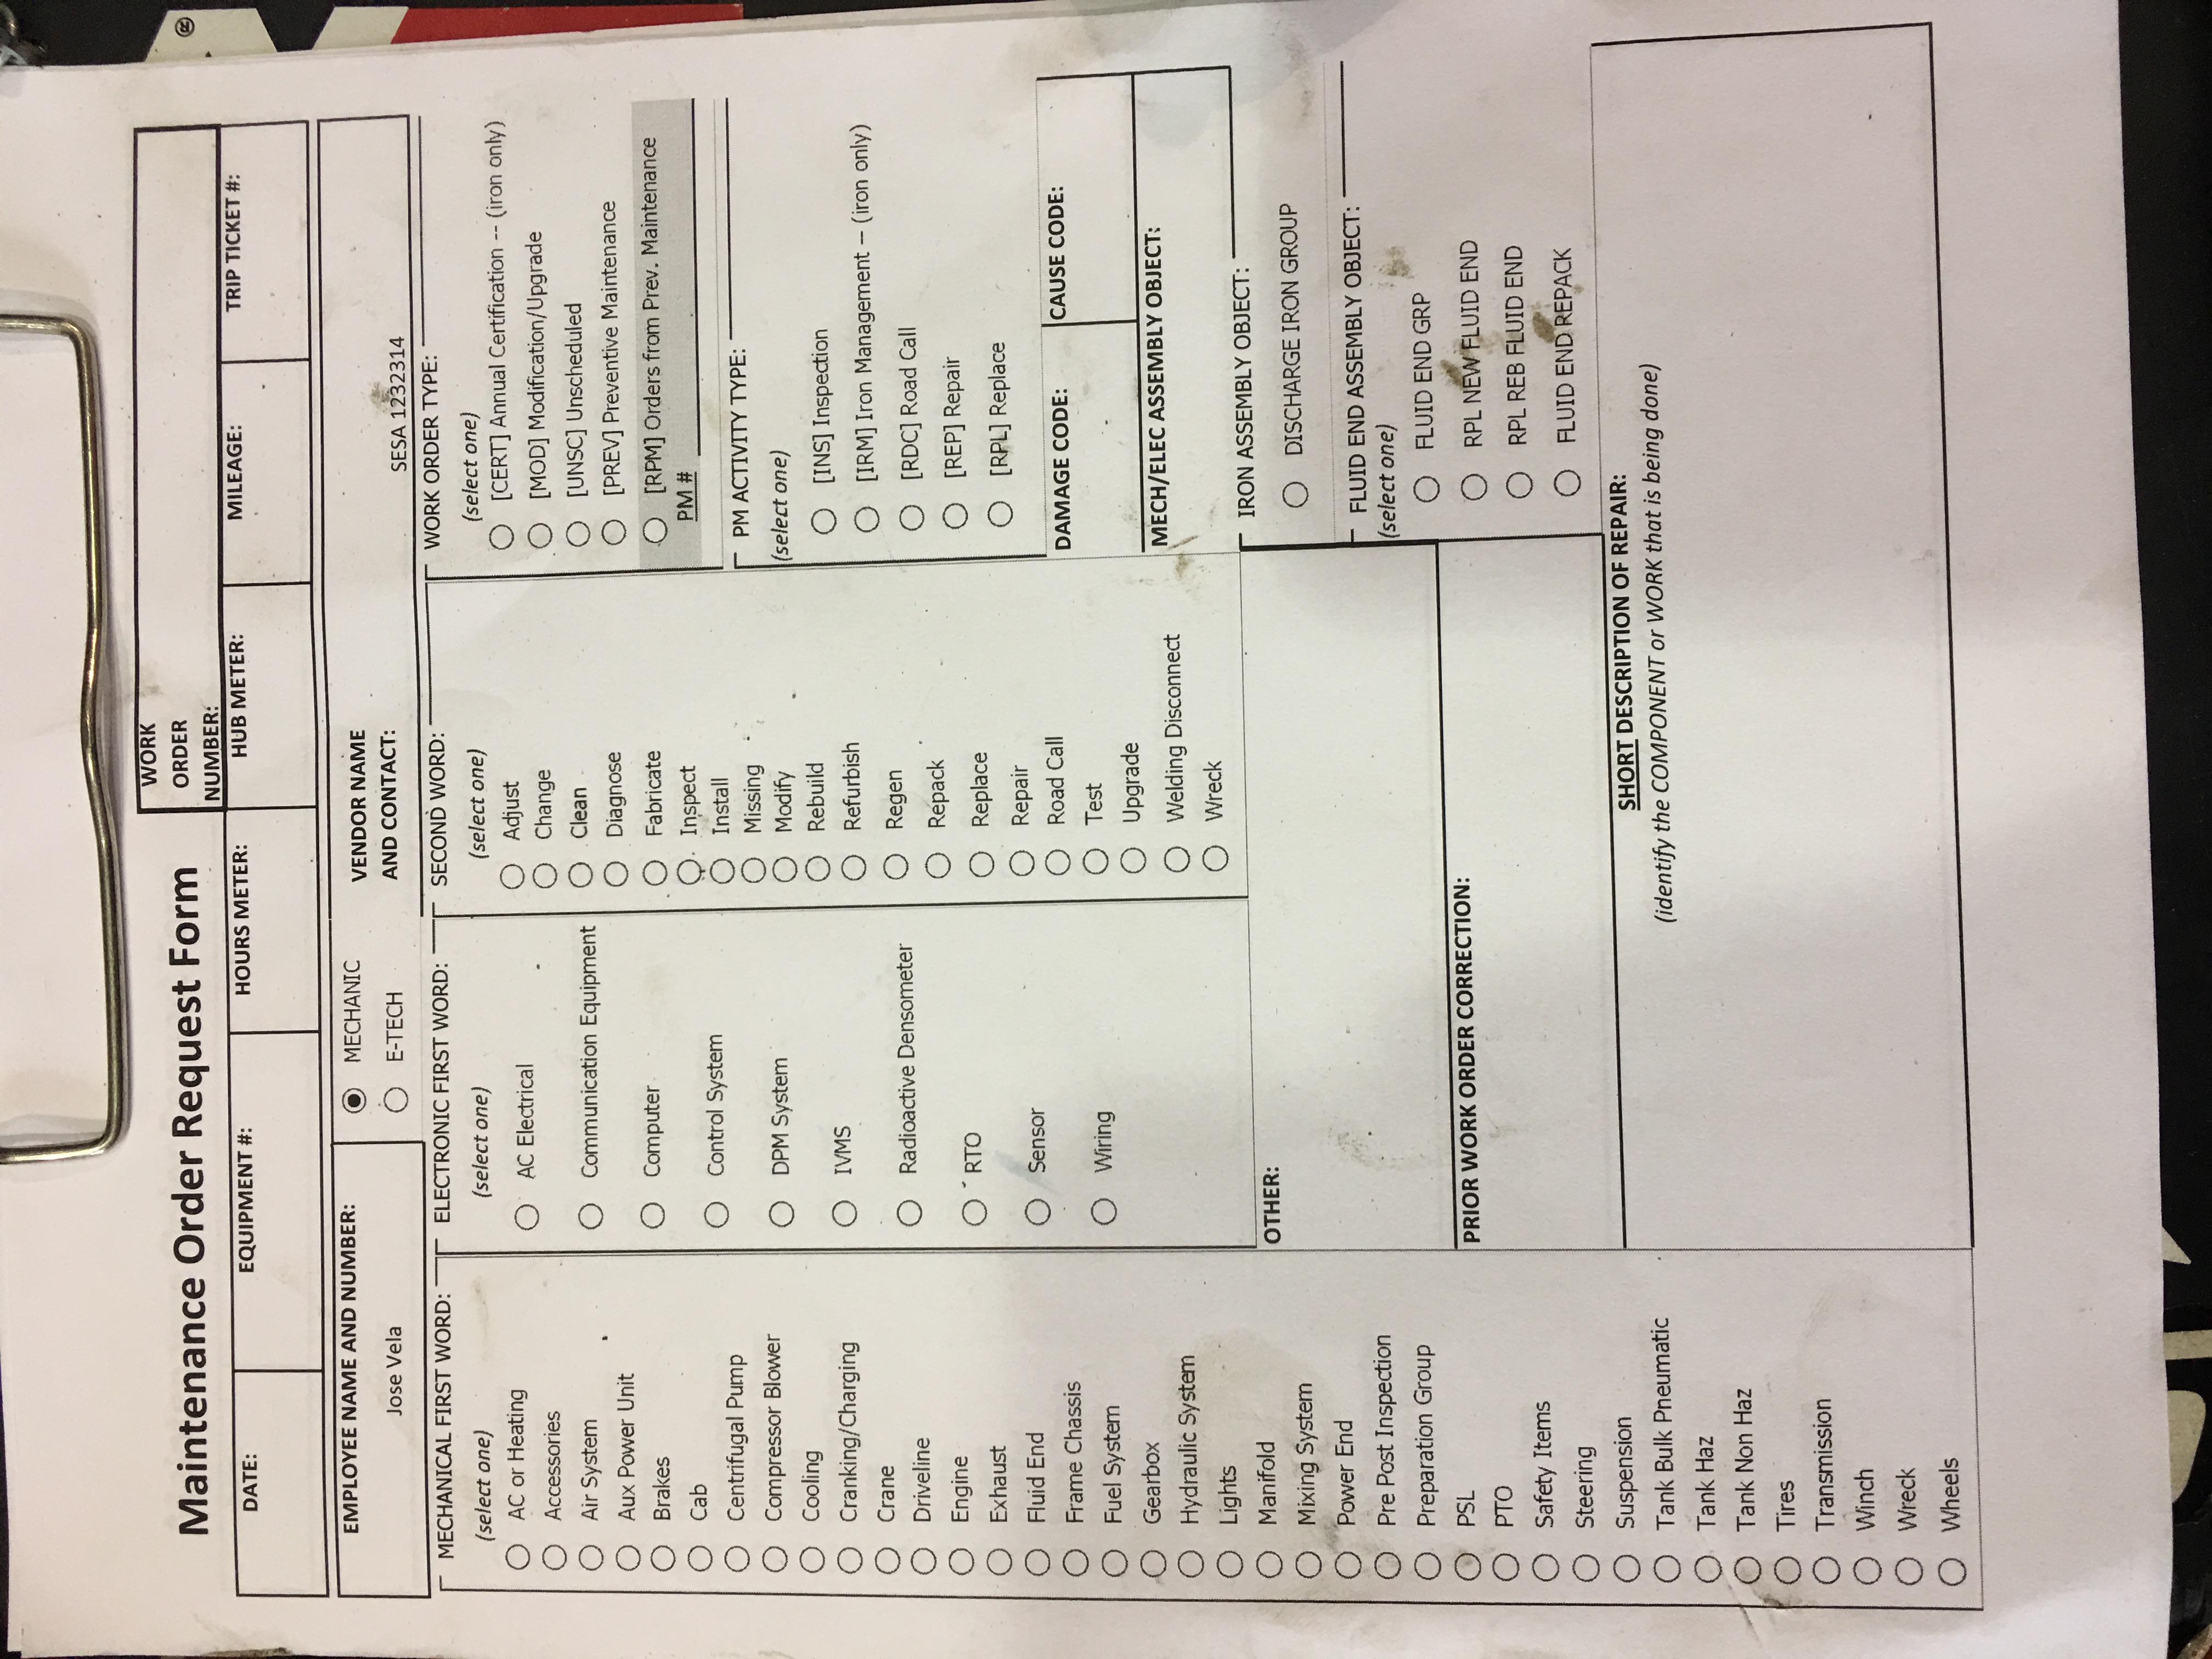 Maintenance Order Request Form
WORK
ORDER
NUMBER:
DATE:
EQUIPMENT #:
HOURS METER:
HUB METER:
MILEAGE:
TRIP TICKET #:
EMPLOYEE NAME AND NUMBER:
Jose Vela
MECHANIC
E-TECH
VENDOR NAME
AND CONTACT:
SESA 1232314
MECHANICAL FIRST WORD:
(select one)
AC or Heating
Accessories
Air System
Aux Power Unit
Brakes
Cab
Centrifugal Pump
Compressor Blower
Cooling
Cranking/Charging
Crane
Driveline
Engine
Exhaust
Fluid End
Frame Chassis
Fuel System
Gearbox
Hydraulic System
Lights
Manifold
Mixing System
Power End
Pre Post Inspection
Preparation Group
PSL
PTO
Safety Items
Steering
Suspension
Tank Bulk Pneumatic
Tank Haz
Tank Non Haz
Tires
Transmission
Winch
Wreck
Wheels
ELECTRONIC FIRST WORD:
(select one)
AC Electrical
Communication Equipment
Computer
Control System
DPM System
IVMS
Radioactive Densometer
RTO
Sensor
Wiring
SECOND WORD:
(select one)
Adjust
Change
Clean
Diagnose
Fabricate
Inspect
Install
Missing
Modify
Rebuild
Refurbish
Regen
Repack
Replace
Repair
Road Call
Test
Upgrade
Welding Disconnect
Wreck
WORK ORDER TYPE:
(select one)
[CERT] Annual Certification -- (iron only)
[MOD] Modification/Upgrade
[UNSC] Unscheduled
[PREV] Preventive Maintenance
[RPM] Orders from Prev. Maintenance
PM #
PM ACTIVITY TYPE:
(select one)
[INS] Inspection
[IRM] Iron Management -- (iron only)
[RDC] Road Call
[REP] Repair
[RPL] Replace
DAMAGE CODE:
CAUSE CODE:
MECH/ELEC ASSEMBLY OBJECT:
IRON ASSEMBLY OBJECT:
DISCHARGE IRON GROUP
FLUID END ASSEMBLY OBJECT:
(select one)
FLUID END GRP
RPL NEW FLUID END
RPL REB FLUID END
FLUID END REPACK
OTHER:
PRIOR WORK ORDER CORRECTION:
SHORT DESCRIPTION OF REPAIR:
(identify the COMPONENT or WORK that is being done)
®